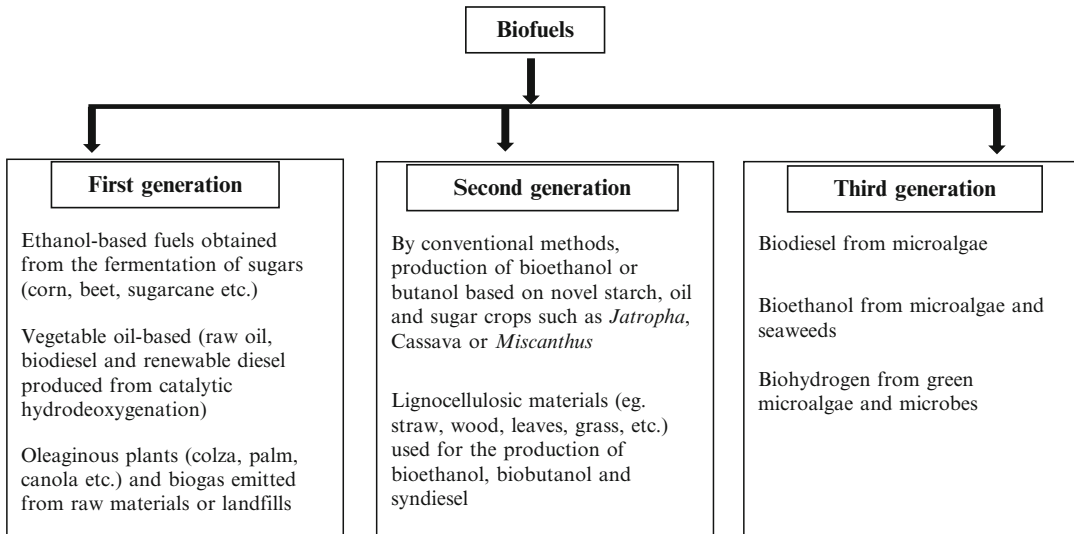 Biofuels
First generation
Ethanol-based fuels obtained
from the fermentation of sugars
(corn, beet, sugarcane etc.)
Vegetable oil-based (raw oil,
biodiesel and renewable diesel
produced from catalytic
hydrodeoxygenation)
Oleaginous plants (colza, palm,
canola etc.) and biogas emitted
from raw materials or landfills
Second generation
By conventional methods,
production of bioethanol or
butanol based on novel starch, oil
and sugar crops such as Jatropha,
Cassava or Miscanthus
Lignocellulosic materials (eg.
straw, wood, leaves, grass, etc.)
used for the production of
bioethanol, biobutanol and
syndiesel
Third generation
Biodiesel from microalgae
Bioethanol from microalgae and
seaweeds
Biohydrogen from green
microalgae and microbes